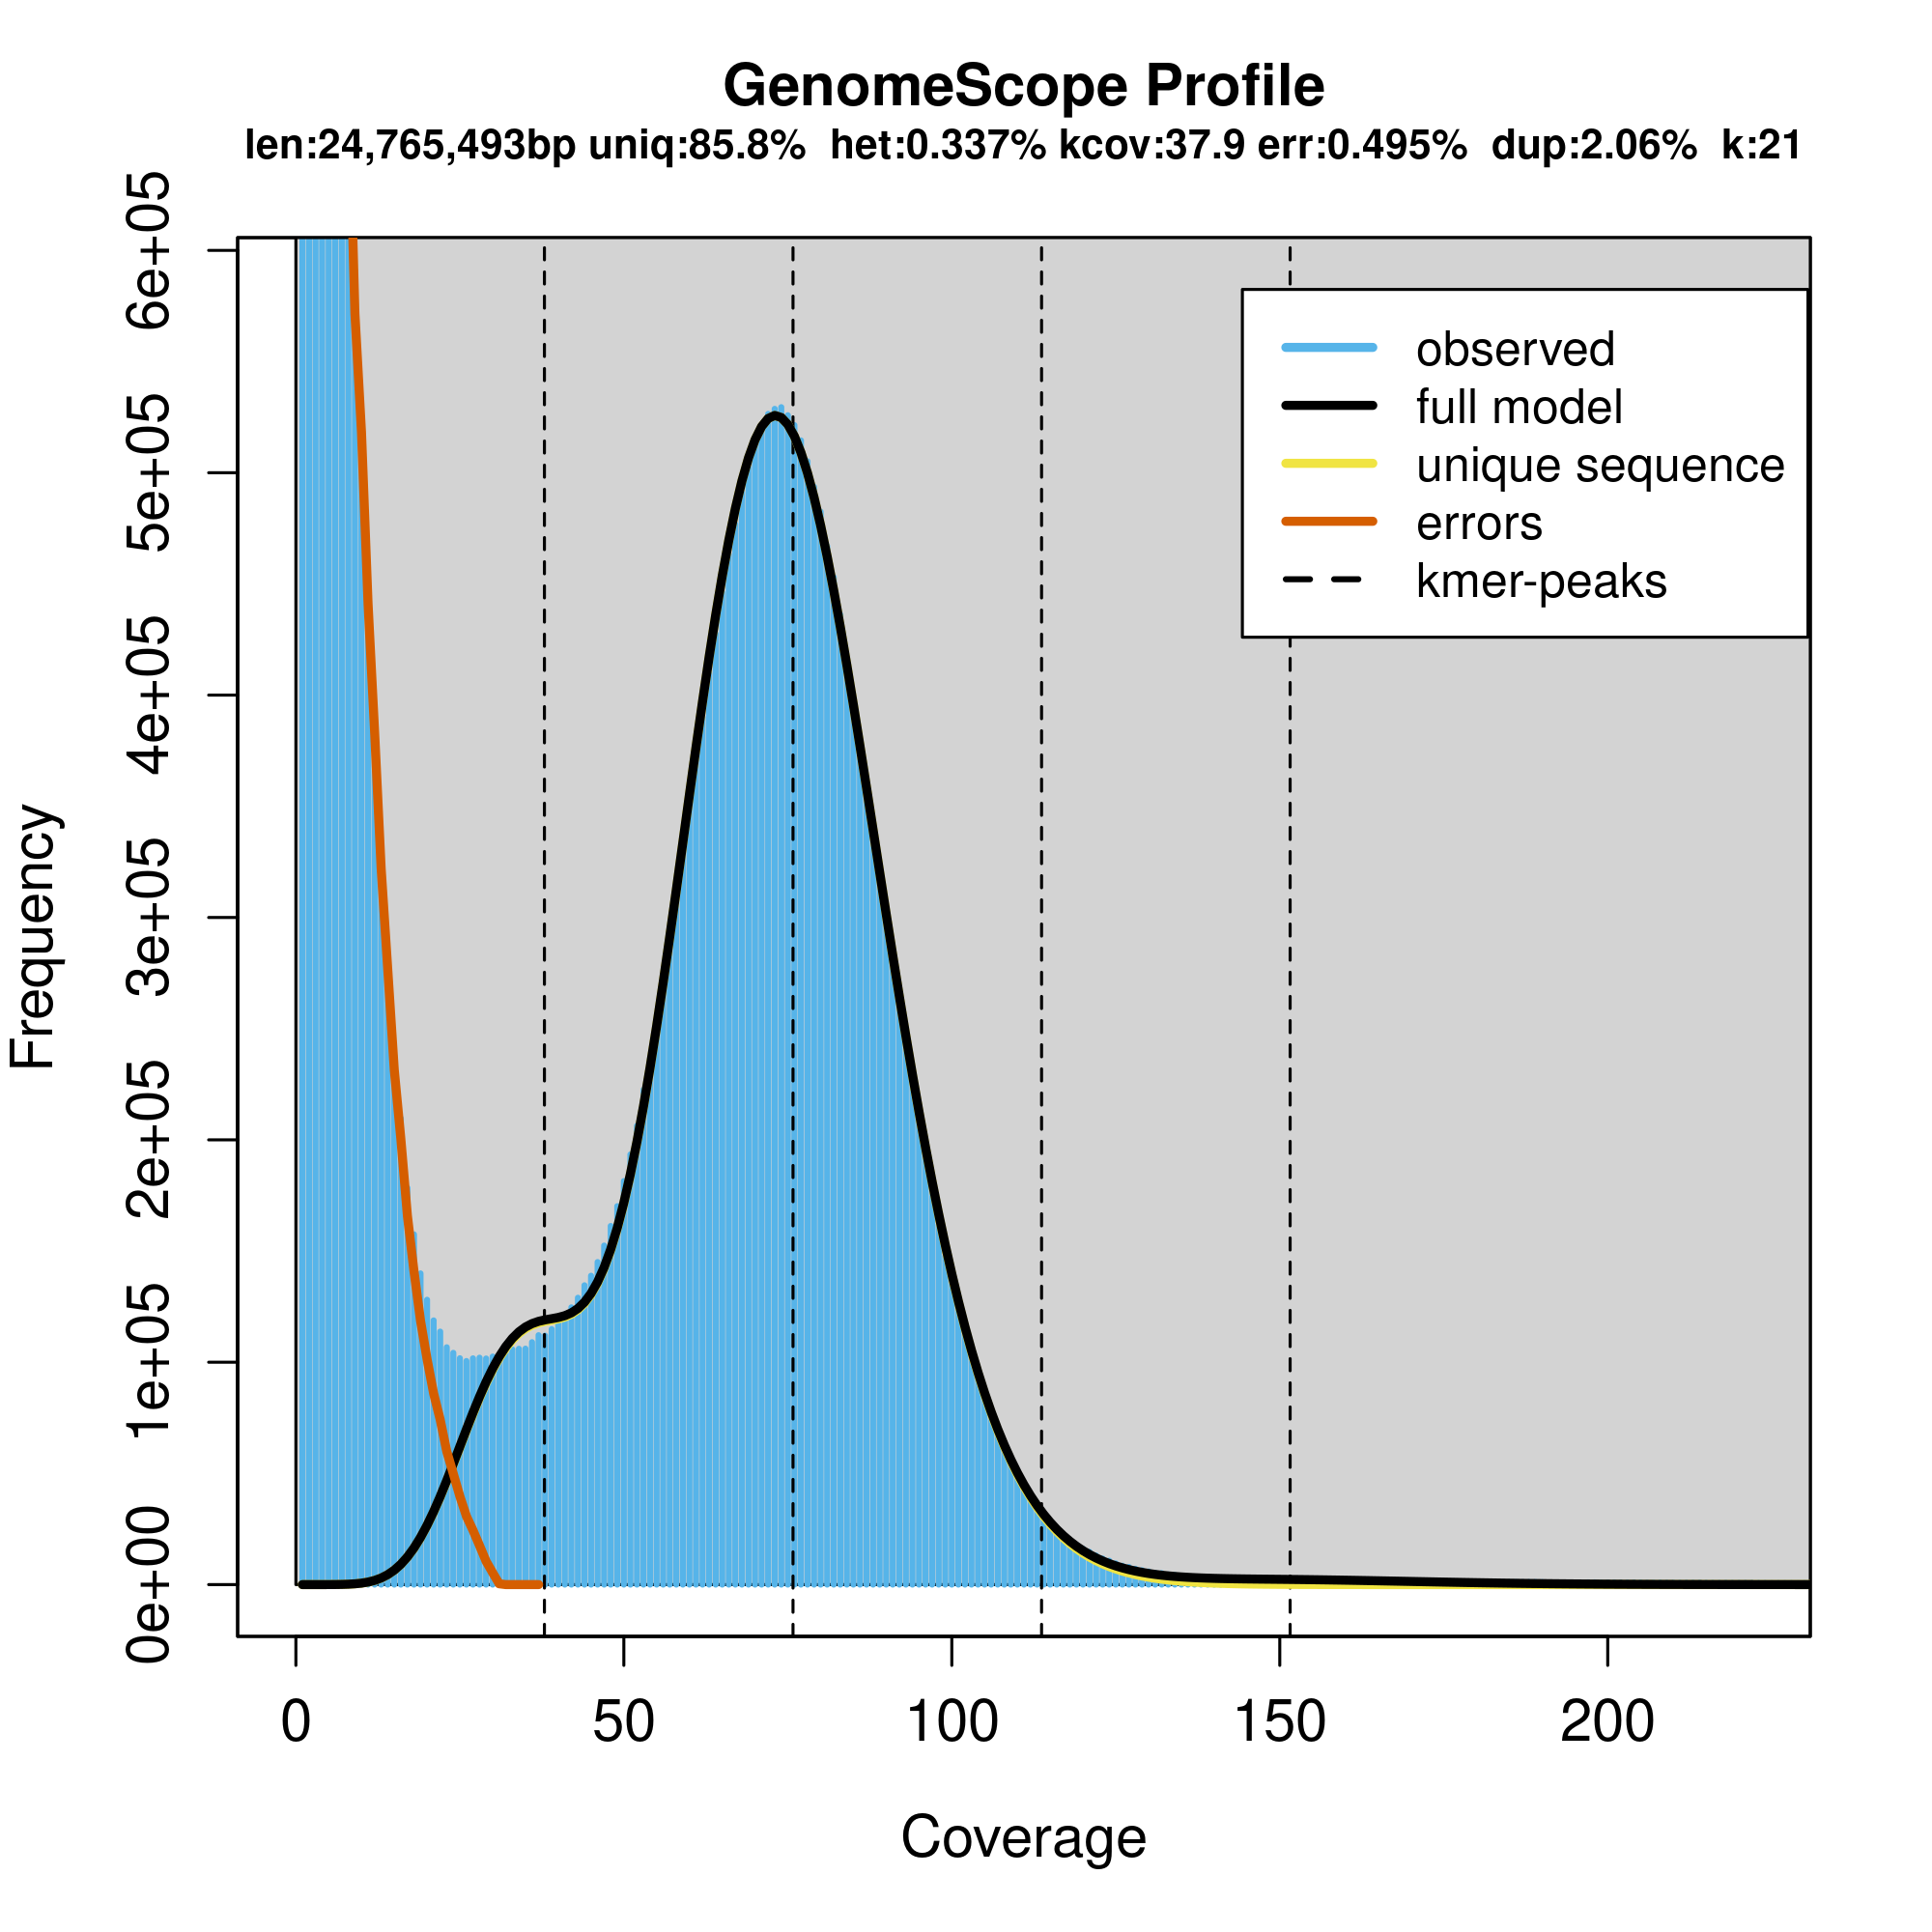 GenomeScope Profile
len:24,765,493bp uniq:85.8% het:0.337% kcov:37.9 err:0.495% dup:2.06% k:21
Frequency
6e+05
5e+05
4e+05
3e+05
2e+05
1e+05
0e+00
observed
full model
unique sequence
errors
kmer-peaks
0 50 100 150 200
Coverage